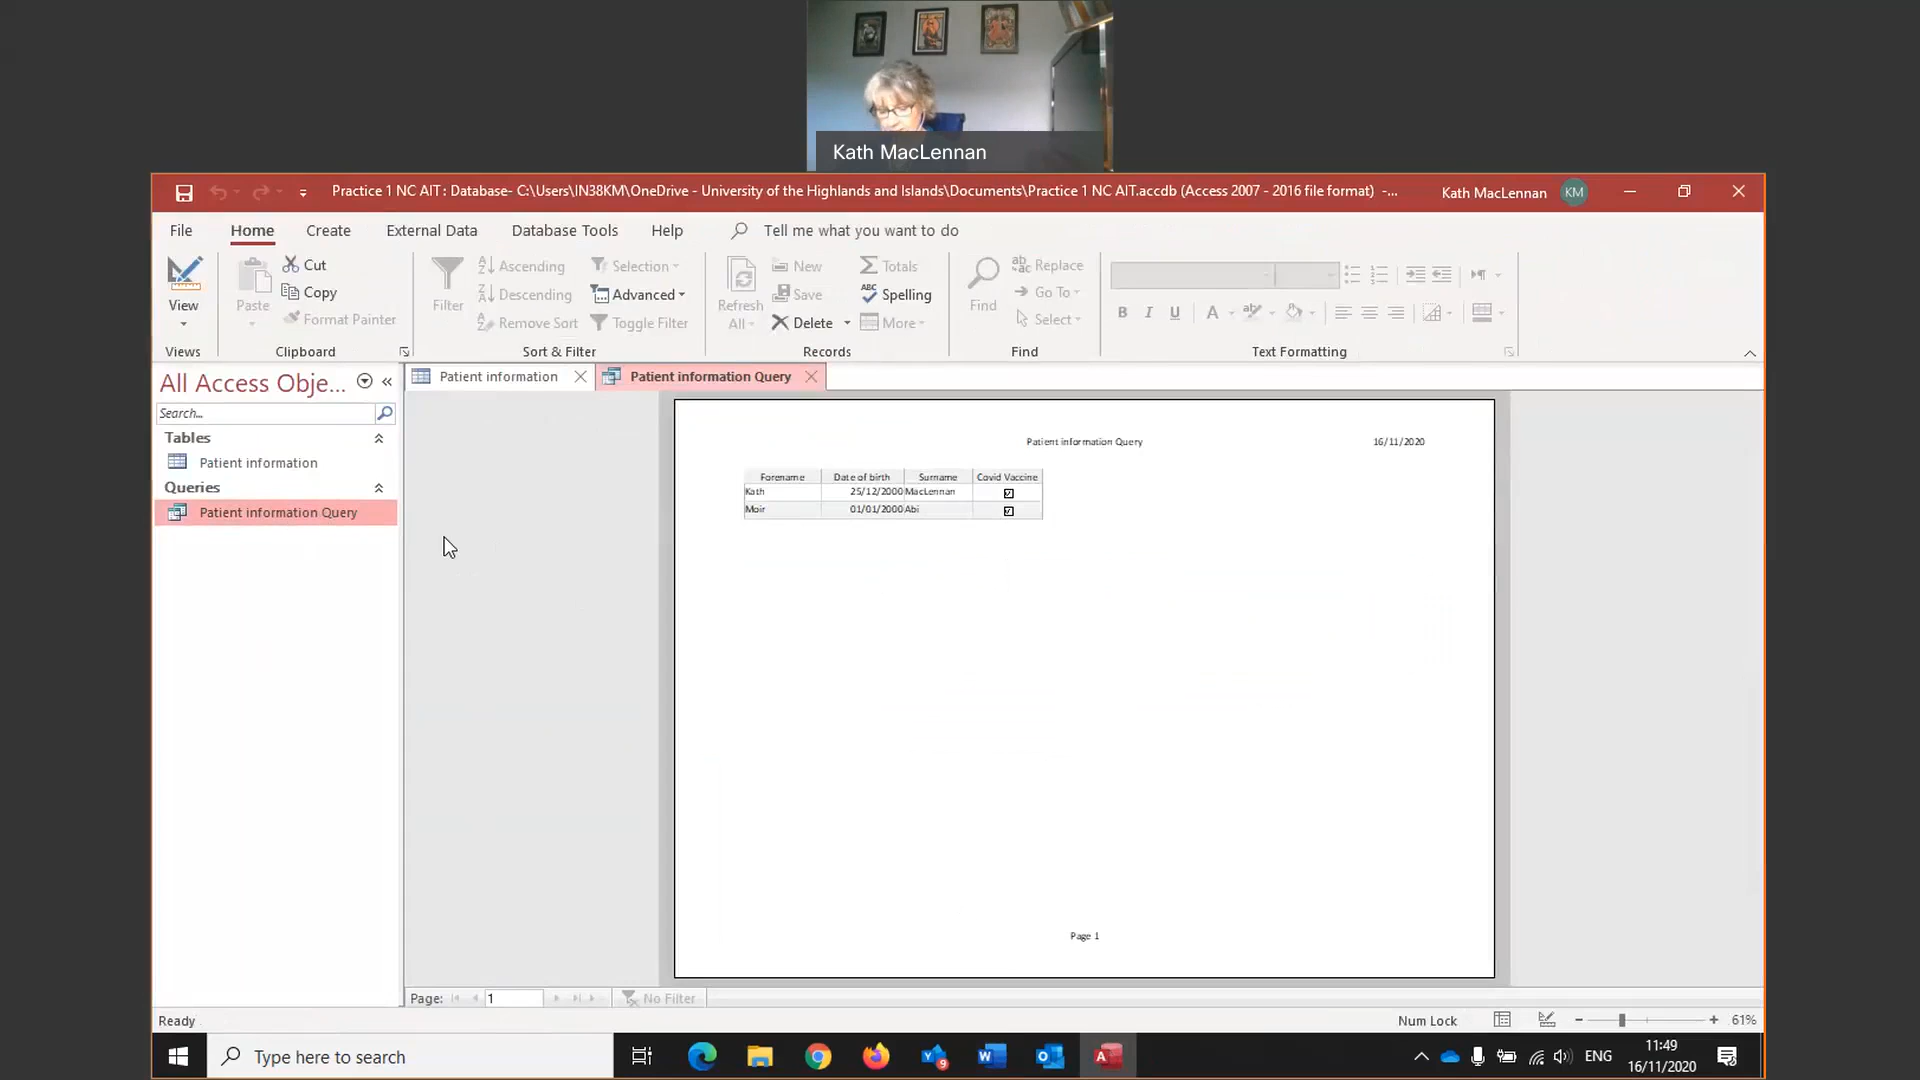 Kath MacLennan
Practice 1 NC AIT : Database- C:\Users\IN38KM\OneDrive - University of the Highlands and Islands\Documents\Practice 1 NC AIT.accdb (Access 2007 - 2016 file format) -... Kath MacLennan KM
File Home Create External Data Database Tools Help Tell me what you want to do
View
Views
Paste
Cut
Copy
Format Painter
Clipboard
Filter
Ascending
Descending
Remove Sort
Selection
Advanced
Toggle Filter
Sort & Filter
Refresh
All
New
Save
Delete
Totals
Spelling
More
Records
Find
Replace
Go To
Select
Find
B I U A
Text Formatting
All Access Obje...
Search...
Tables
Patient information
Queries
Patient information Query
Patient information Patient information Query
Patient information Query 16/11/2020
Forename Date of birth Surname Covid Vaccine
Kath 25/12/2000 MacLennan
Moir 01/01/2000 Abi
Page 1
Page: 1 No Filter
Ready Num Lock 61%
Type here to search
9
ENG
11:49
16/11/2020